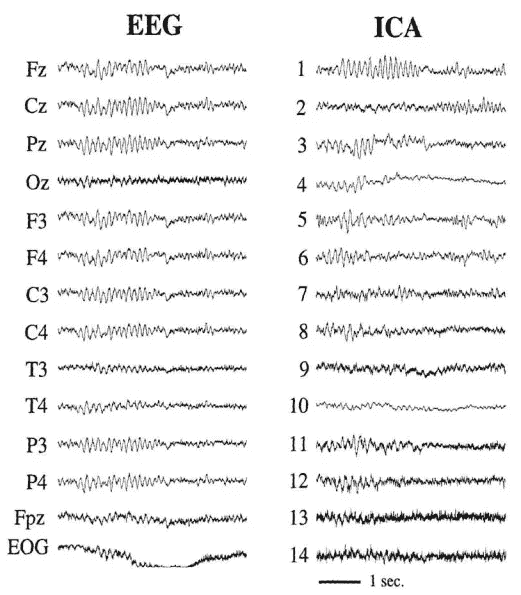 EEG ICA
Fz 1
Cz 2
Pz 3
Oz 4
F3 5
F4 6
C3 7
C4 8
T3 9
T4 10
P3 11
P4 12
Fpz 13
EOG 14
1 sec.